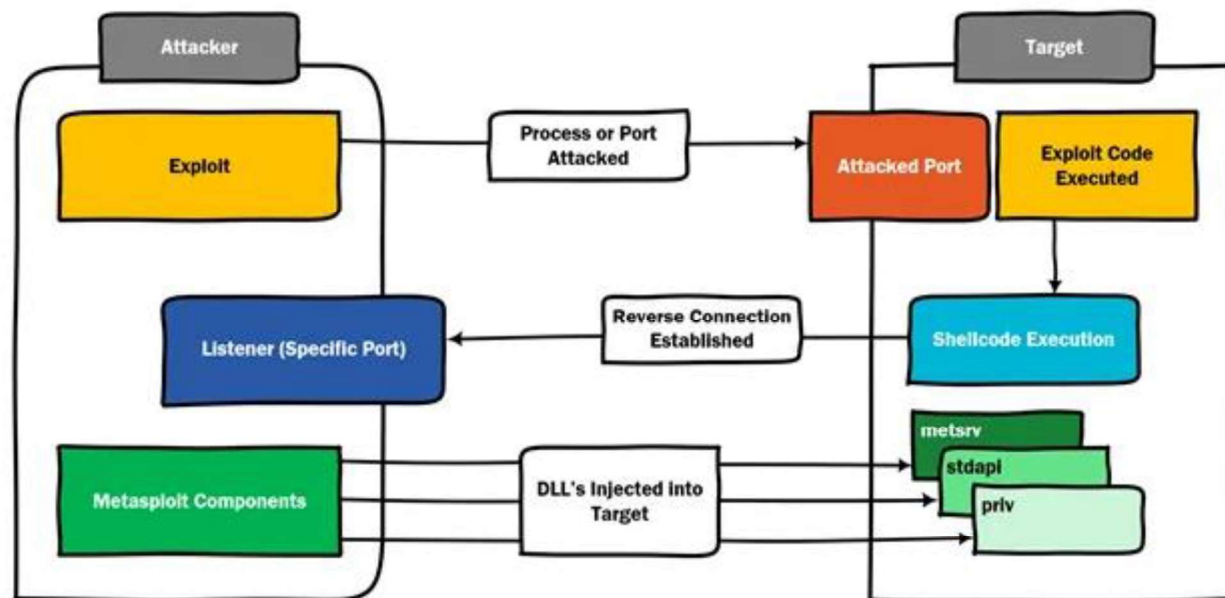 Attacker
Target
Exploit
Process or Port
Attacked
Attacked Port
Exploit Code
Executed
Listener (Specific Port)
Reverse Connection
Established
Shellcode Execution
Metasploit Components
DLL's Injected into
Target
metsrv
stdapi
priv